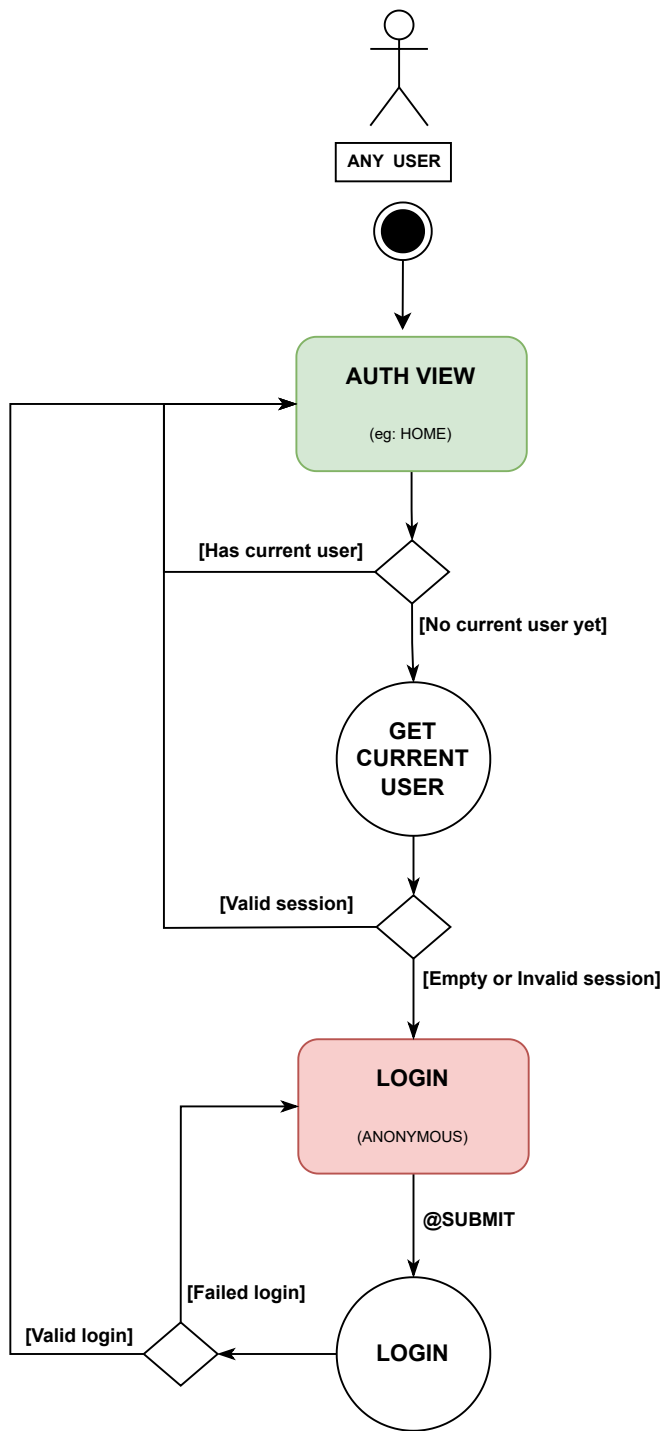 ANY USER
AUTH VIEW
(eg: HOME)
[Has current user]
[No current user yet]
GET
CURRENT
USER
[Valid session]
[Empty or Invalid session]
LOGIN
(ANONYMOUS)
@SUBMIT
[Failed login]
[Valid login]
LOGIN